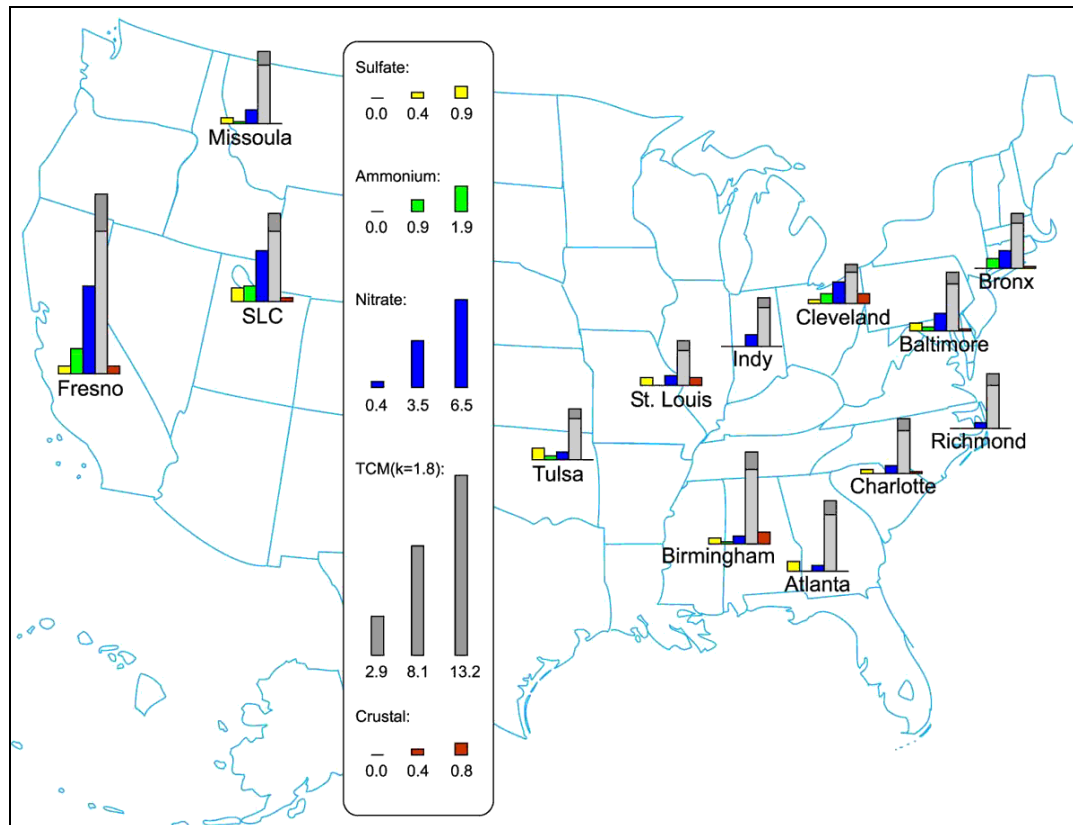 Sulfate:
0.0 0.4 0.9
Ammonium:
0.0 0.9 1.9
Nitrate:
0.4 3.5 6.5
TCM(k=1.8):
2.9 8.1 13.2
Crustal:
0.0 0.4 0.8
Missoula
Fresno
SLC
Tulsa
St. Louis
Indy
Cleveland
Bronx
Baltimore
Richmond
Charlotte
Birmingham
Atlanta